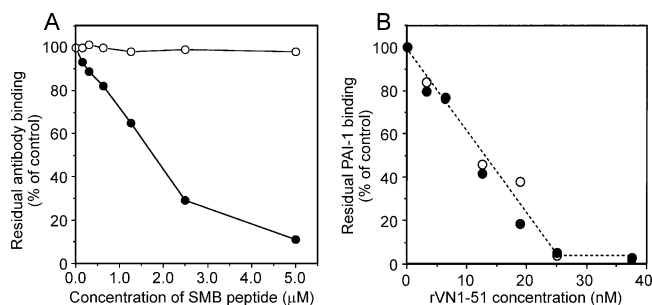 A
B
Residual antibody binding
(% of control)
100
80
60
40
20
0
0.0
1.0
2.0
3.0
4.0
5.0
Concentration of SMB peptide (μM)
Residual PAI-1 binding
(% of control)
100
80
60
40
20
0
0
10
20
30
40
rVN1-51 concentration (nM)